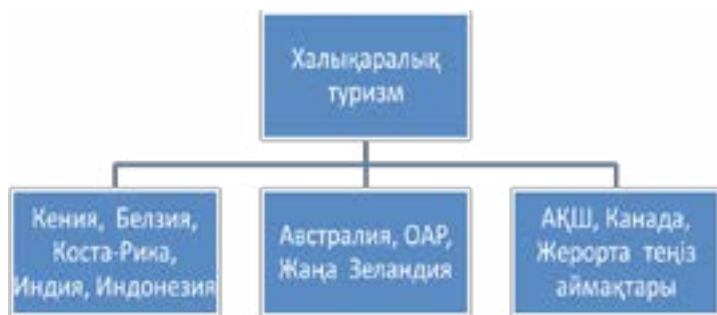 Халықаралық
туризм
Кения, Белзия,
Коста-Рика,
Индия, Индонезия
Австралия, ОАР,
Жаңа Зеландия
АҚШ, Канада,
Жерорта теңіз
аймақтары